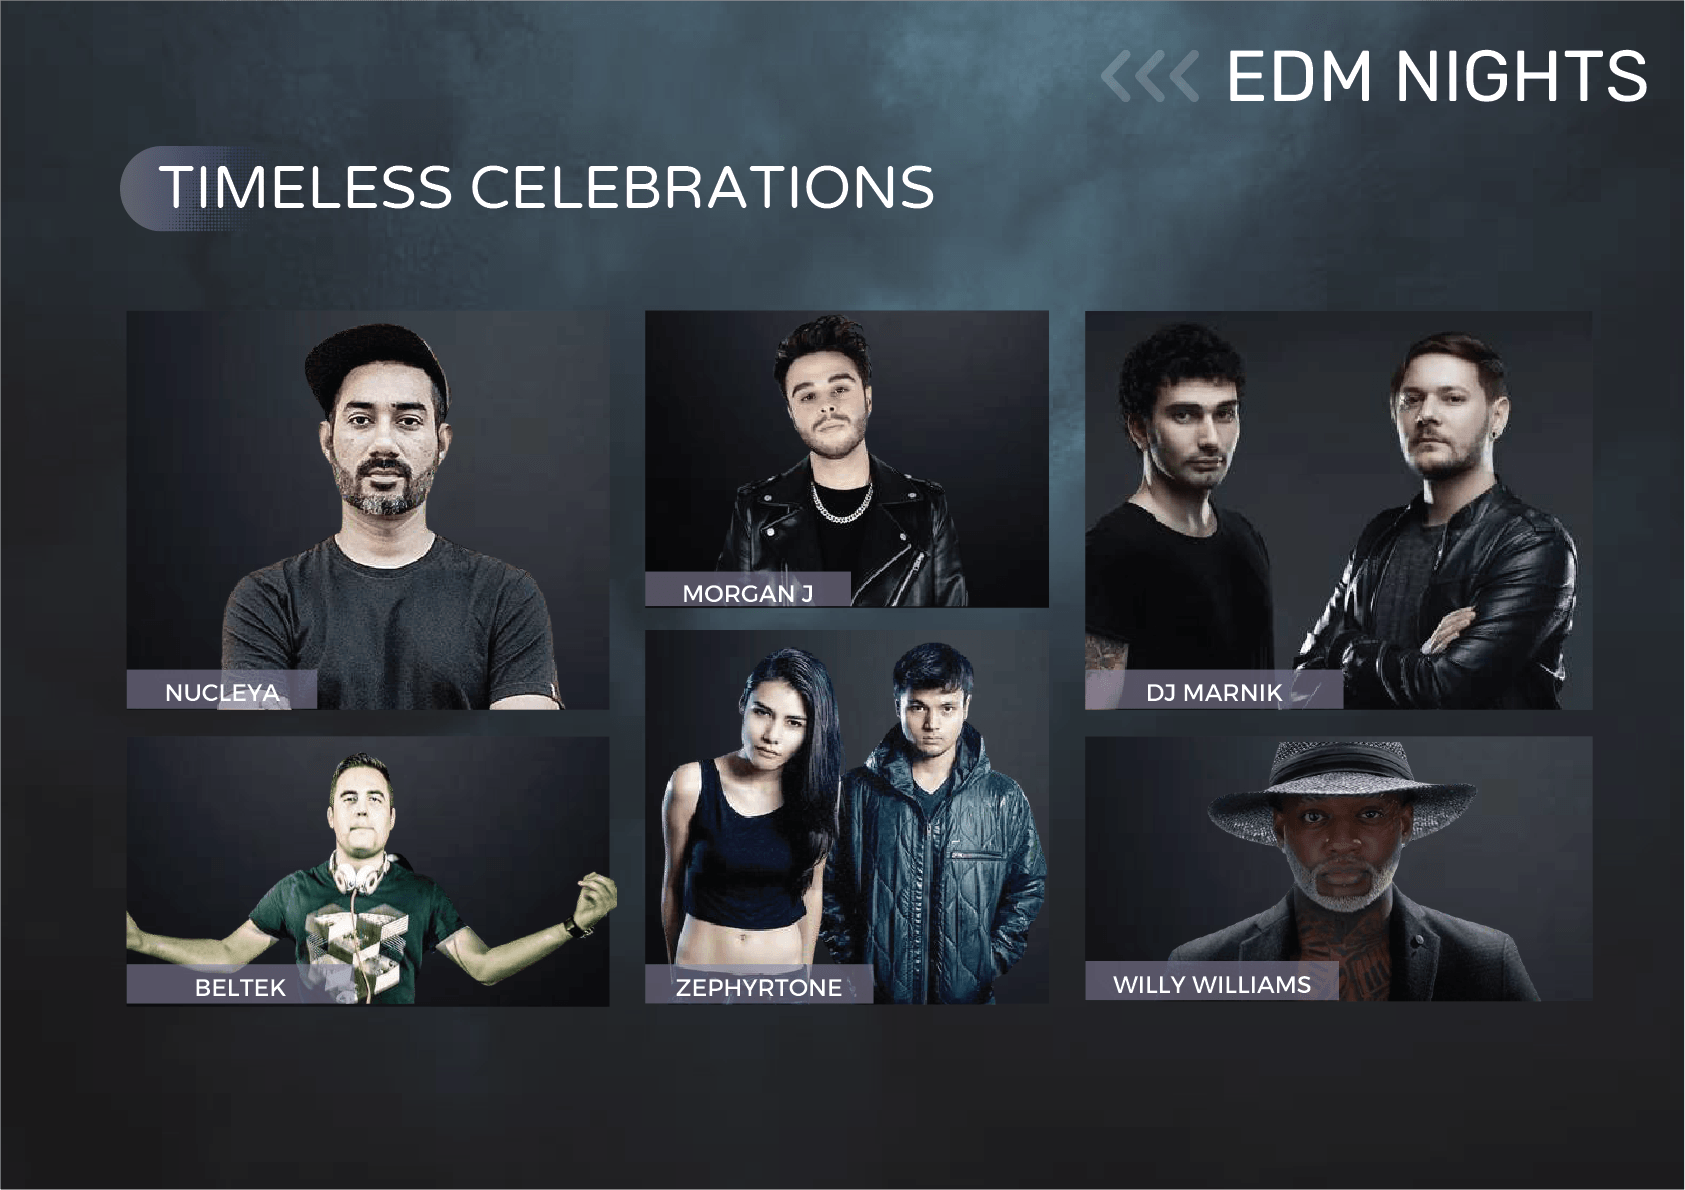 EDM NIGHTS
TIMELESS CELEBRATIONS
NUCLEYA
MORGAN J
DJ MARNIK
BELTEK
ZEPHYRTONE
WILLY WILLIAMS